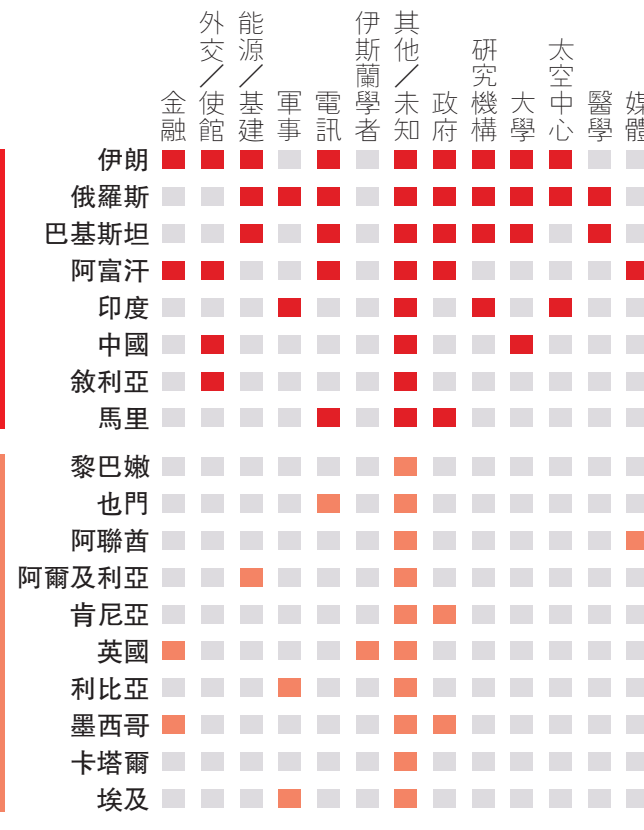 金融
外交／使館
能源／基建
軍事
電訊
伊斯蘭學者
其他／未知
政府
研究機構
大學
太空中心
醫學
媒體
伊朗
俄羅斯
巴基斯坦
阿富汗
印度
中國
敘利亞
馬里
黎巴嫩
也門
阿聯酋
阿爾及利亞
肯尼亞
英國
利比亞
墨西哥
卡塔爾
埃及